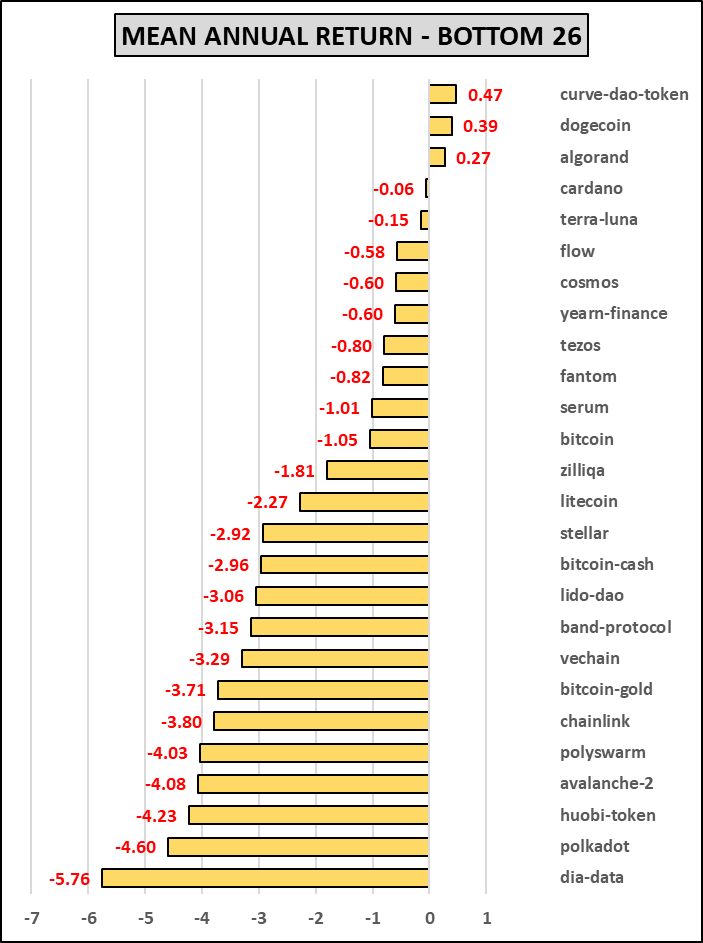 MEAN ANNUAL RETURN - BOTTOM 26
0.47 curve-dao-token
0.39 dogecoin
0.27 algorand
-0.06 cardano
-0.15 terra-luna
-0.58 flow
-0.60 cosmos
-0.60 yearn-finance
-0.80 tezos
-0.82 fantom
-1.01 serum
-1.05 bitcoin
-1.81 zilliqa
-2.27 litecoin
-2.92 stellar
-2.96 bitcoin-cash
-3.06 lido-dao
-3.15 band-protocol
-3.29 vechain
-3.71 bitcoin-gold
-3.80 chainlink
-4.03 polyswarm
-4.08 avalanche-2
-4.23 huobi-token
-4.60 polkadot
-5.76 dia-data
-7 -6 -5 -4 -3 -2 -1 0 1